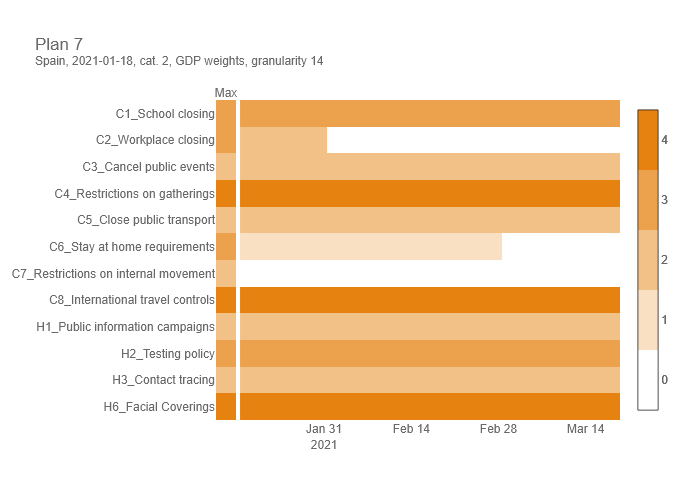 Plan 7
Spain, 2021-01-18, cat. 2, GDP weights, granularity 14
Max
C1_School closing
C2_Workplace closing
C3_Cancel public events
C4_Restrictions on gatherings
C5_Close public transport
C6_Stay at home requirements
C7_Restrictions on internal movement
C8_International travel controls
H1_Public information campaigns
H2_Testing policy
H3_Contact tracing
H6_Facial Coverings
Jan 31 Feb 14 Feb 28 Mar 14
2021
4
3
2
1
0